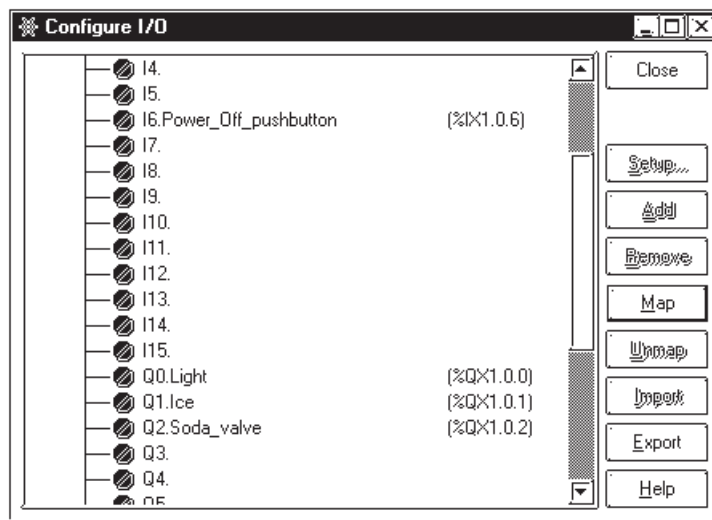 Configure I/O
I4.
I5.
I6.Power_Off_pushbutton (%IX1.0.6)
I7.
I8.
I9.
I10.
I11.
I12.
I13.
I14.
I15.
Q0.Light (%QX1.0.0)
Q1.Ice (%QX1.0.1)
Q2.Soda_valve (%QX1.0.2)
Q3.
Q4.
Q5.
Close
Setup...
Add
Remove
Map
Unmap
Import
Export
Help